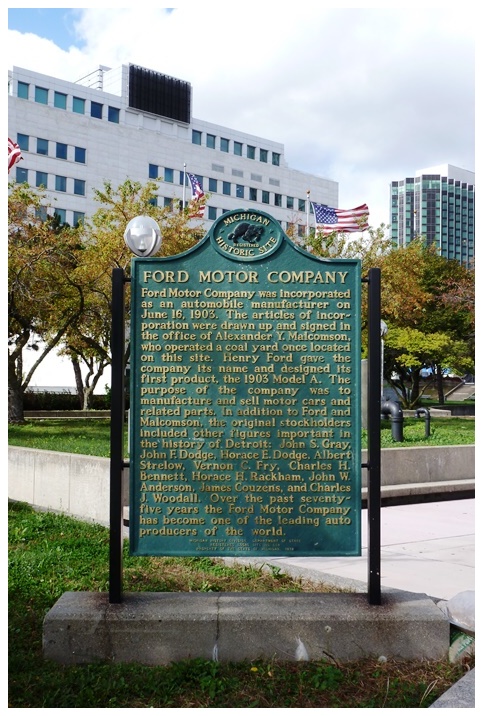 MICHIGAN
REGISTERED
HISTORIC SITE
FORD MOTOR COMPANY
Ford Motor Company was incorporated
as an automobile manufacturer on
June 16, 1903. The articles of incor-
poration were drawn up and signed in
the office of Alexander Y. Malcomson,
who operated a coal yard once located
on this site. Henry Ford gave the
company its name and designed its
first product, the 1903 Model A. The
purpose of the company was to
manufacture and sell motor cars and
related parts. In addition to Ford and
Malcomson, the original stockholders
included other figures important in
the history of Detroit: John S. Gray,
John F. Dodge, Horace E. Dodge, Albert
Strelow, Vernon C. Fry, Charles H.
Bennett, Horace H. Rackham, John W.
Anderson, James Couzens, and Charles
J. Woodall. Over the past seventy-
five years the Ford Motor Company
has become one of the leading auto
producers of the world.